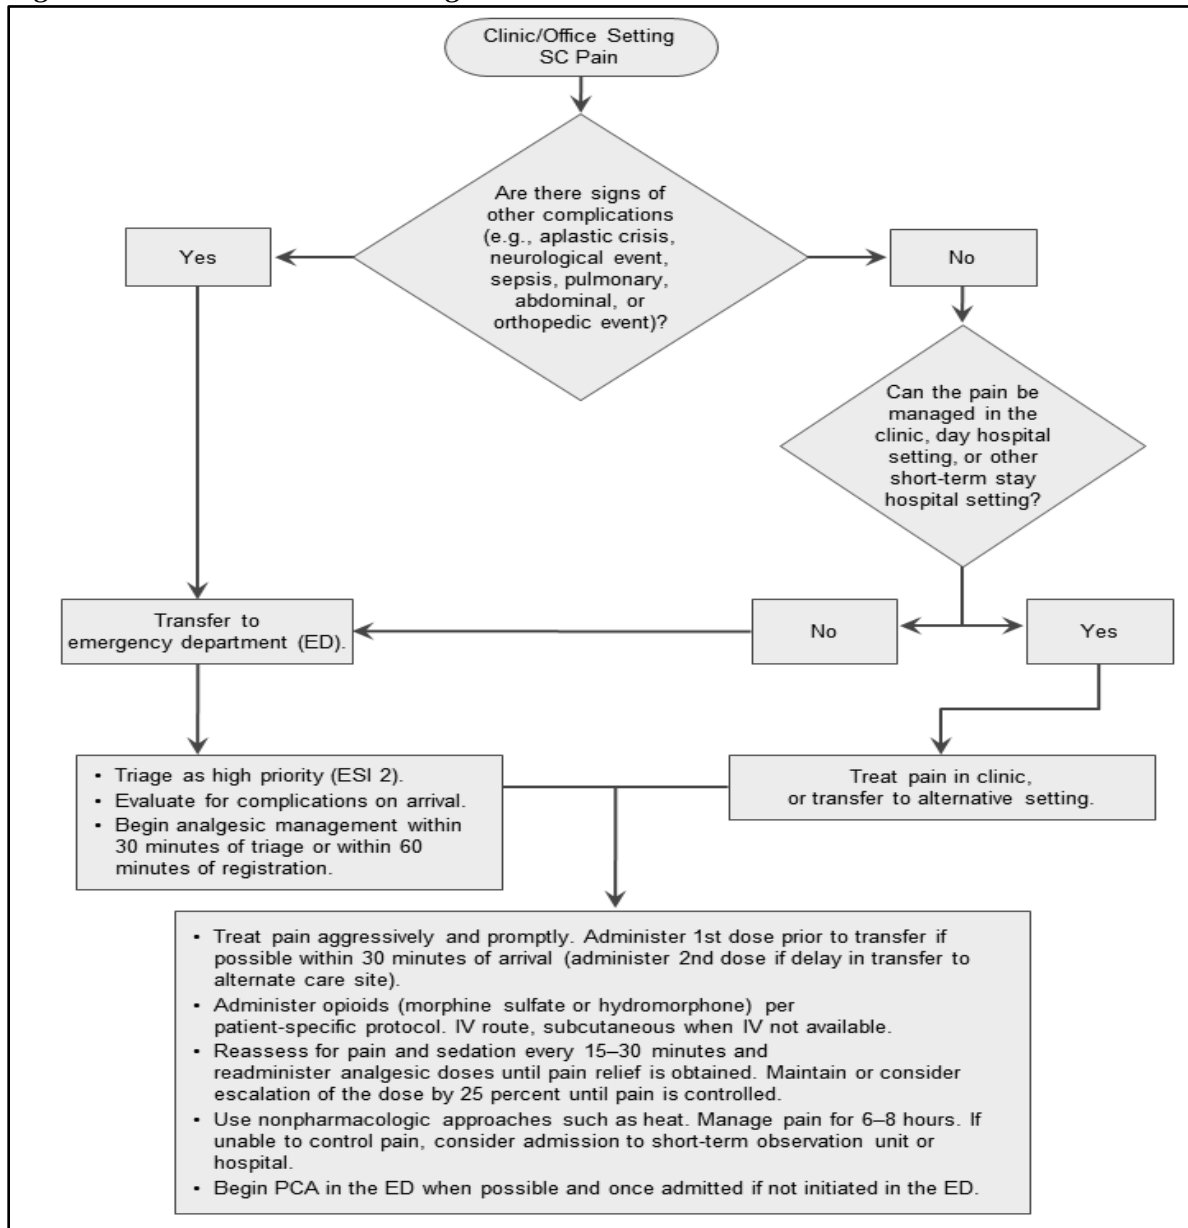 Clinic/Office Setting
SC Pain
Are there signs of
other complications
(e.g., aplastic crisis,
neurological event,
sepsis, pulmonary,
abdominal, or
orthopedic event)?
Yes
No
Can the pain be
managed in the
clinic, day hospital
setting, or other
short-term stay
hospital setting?
Transfer to
emergency department (ED).
No
Yes
• Triage as high priority (ESI 2).
• Evaluate for complications on arrival.
• Begin analgesic management within
30 minutes of triage or within 60
minutes of registration.
Treat pain in clinic,
or transfer to alternative setting.
• Treat pain aggressively and promptly. Administer 1st dose prior to transfer if
possible within 30 minutes of arrival (administer 2nd dose if delay in transfer to
alternate care site).
• Administer opioids (morphine sulfate or hydromorphone) per
patient-specific protocol. IV route, subcutaneous when IV not available.
• Reassess for pain and sedation every 15–30 minutes and
readminister analgesic doses until pain relief is obtained. Maintain or consider
escalation of the dose by 25 percent until pain is controlled.
• Use nonpharmacologic approaches such as heat. Manage pain for 6–8 hours. If
unable to control pain, consider admission to short-term observation unit or
hospital.
• Begin PCA in the ED when possible and once admitted if not initiated in the ED.